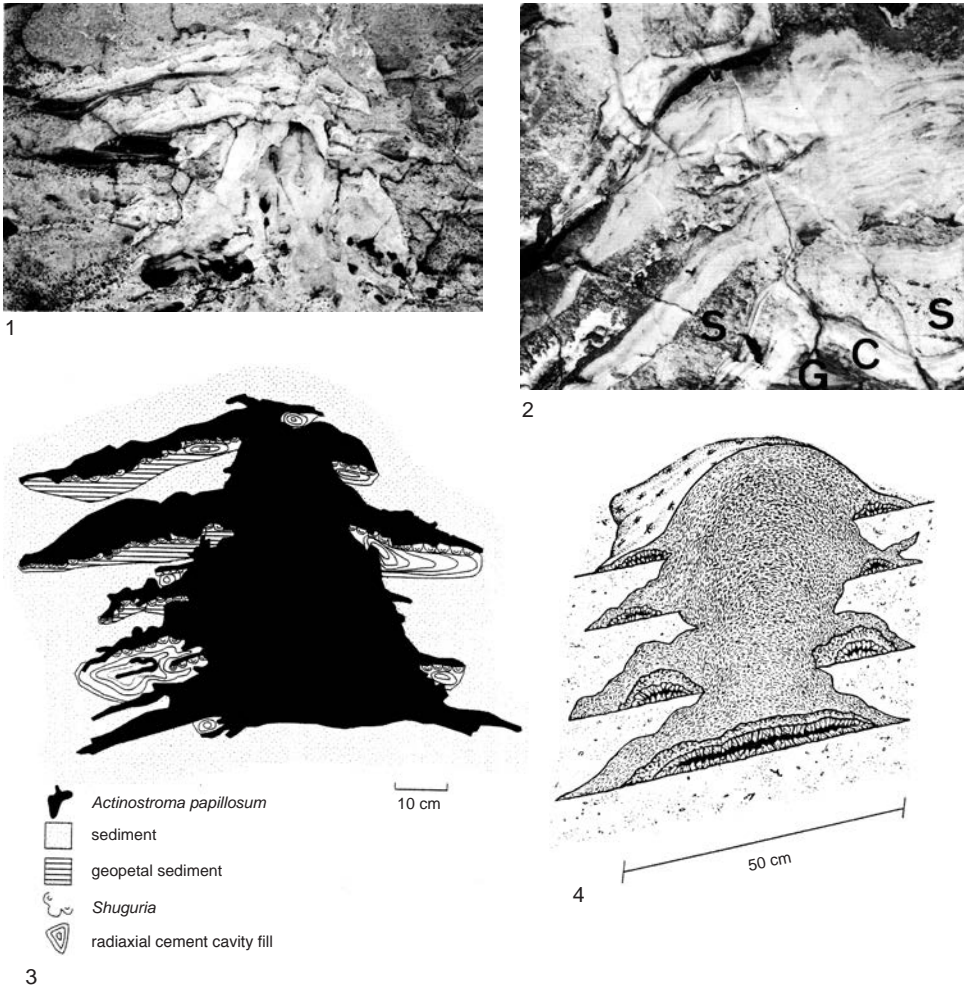 1
S
S
C
G
2
Actinostroma papillosum
10 cm
sediment
geopetal sediment
Shuguria
radiaxial cement cavity fill
3
50 cm
4